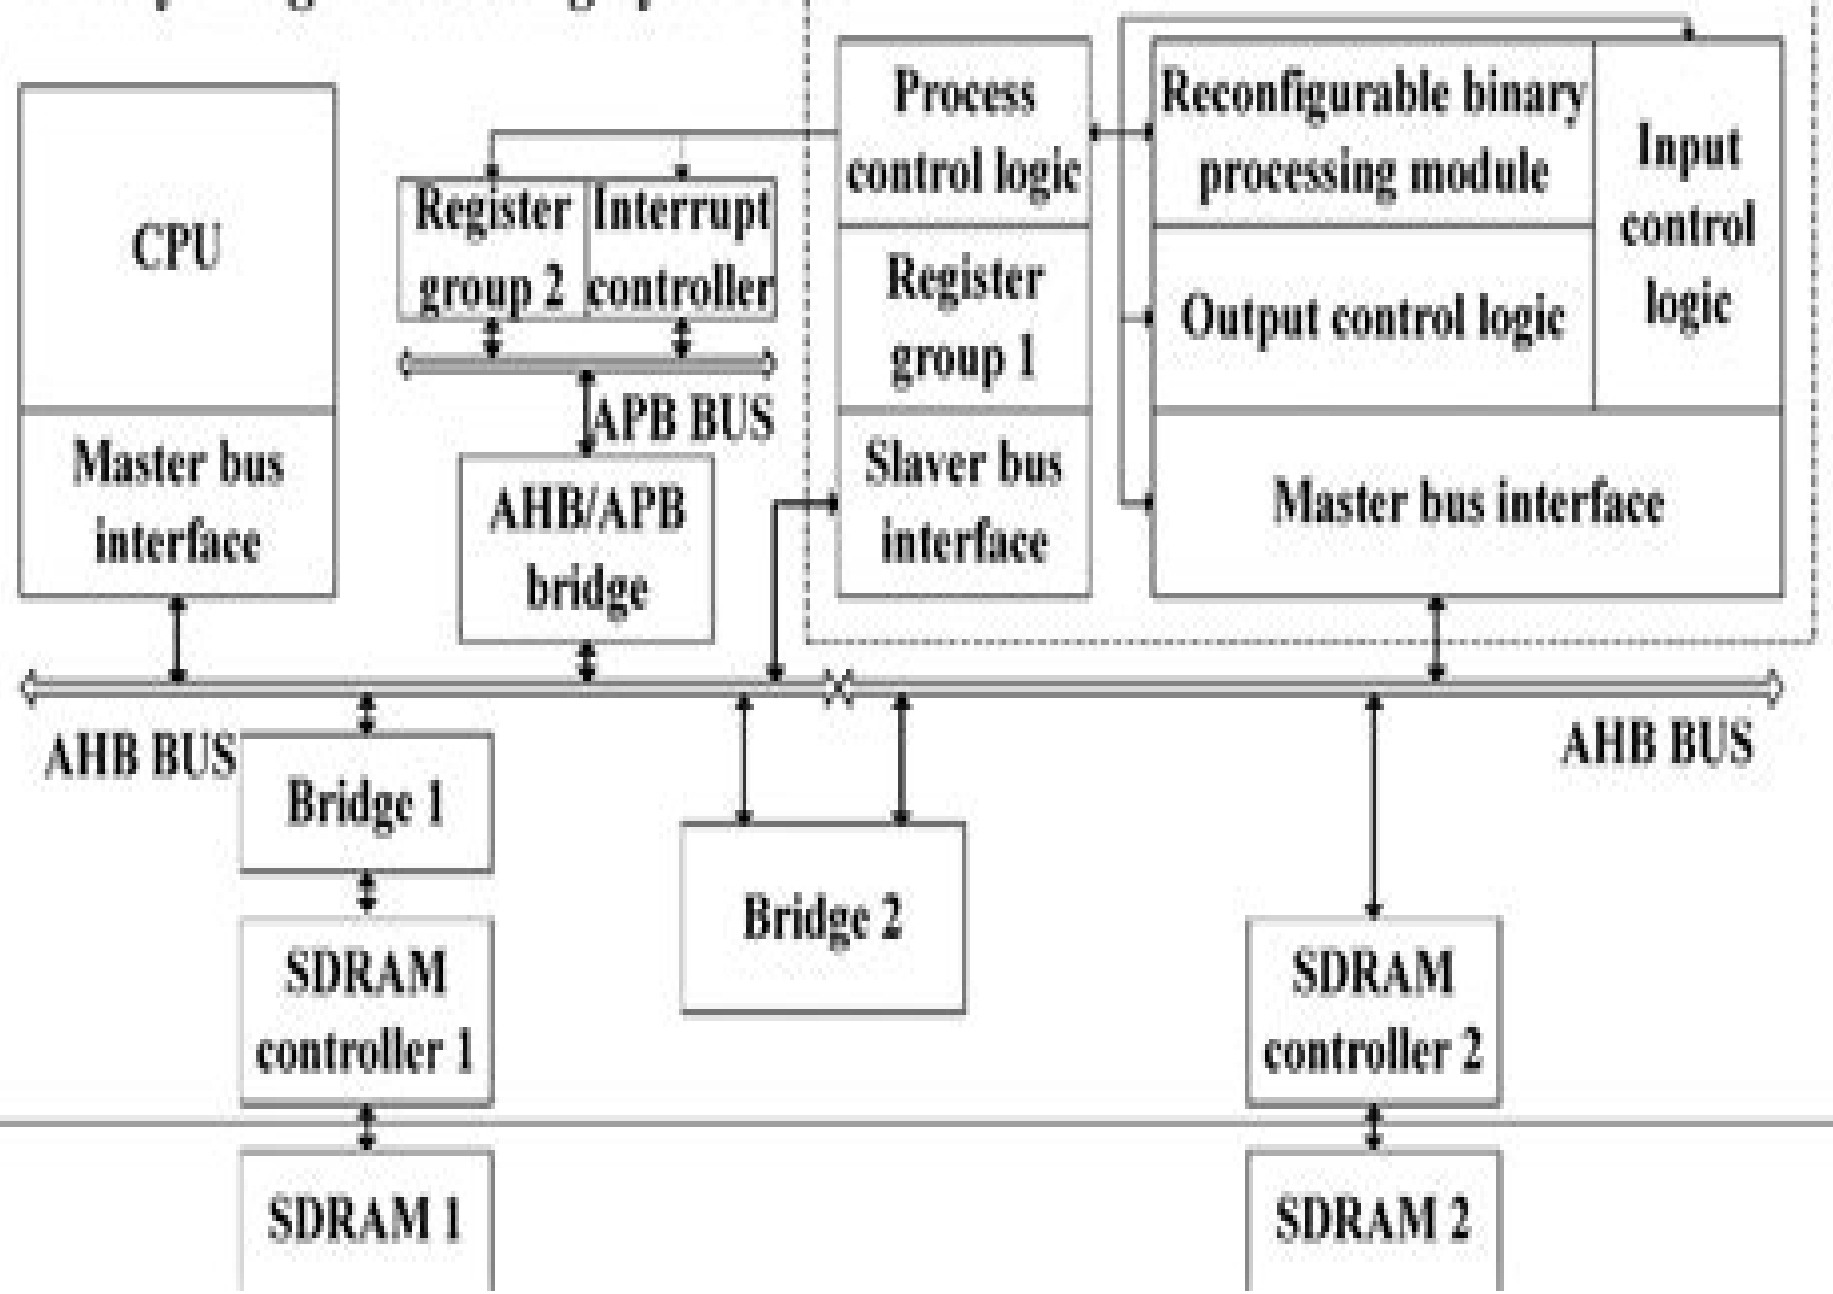 CPU
Master bus
interface
Register
group 2
Interrupt
controller
APB BUS
AHB/APB
bridge
Process
control logic
Register
group 1
Slaver bus
interface
Reconfigurable binary
processing module
Input
control
logic
Output control logic
Master bus interface
AHB BUS
AHB BUS
Bridge 1
Bridge 2
SDRAM
controller 1
SDRAM
controller 2
SDRAM 1
SDRAM 2